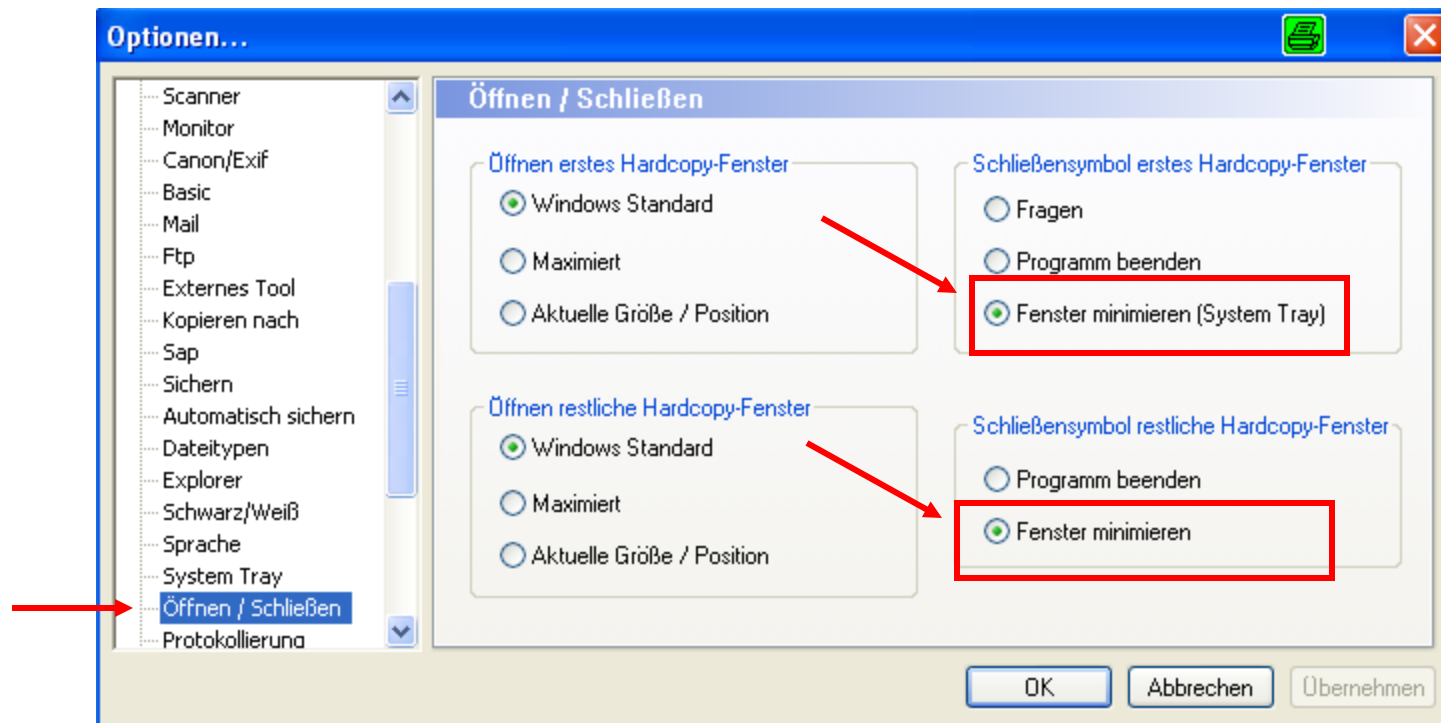 Optionen...
Scanner
Monitor
Canon/Exif
Basic
Mail
Ftp
Externes Tool
Kopieren nach
Sap
Sichern
Automatisch sichern
Dateitypen
Explorer
Schwarz/Weiß
Sprache
System Tray
Öffnen / Schließen
Protokollierung
Öffnen / Schließen
Öffnen erstes Hardcopy-Fenster
Windows Standard
Maximiert
Aktuelle Größe / Position
Schließensymbol erstes Hardcopy-Fenster
Fragen
Programm beenden
Fenster minimieren (System Tray)
Öffnen restliche Hardcopy-Fenster
Windows Standard
Maximiert
Aktuelle Größe / Position
Schließensymbol restliche Hardcopy-Fenster
Programm beenden
Fenster minimieren
OK
Abbrechen
Übernehmen